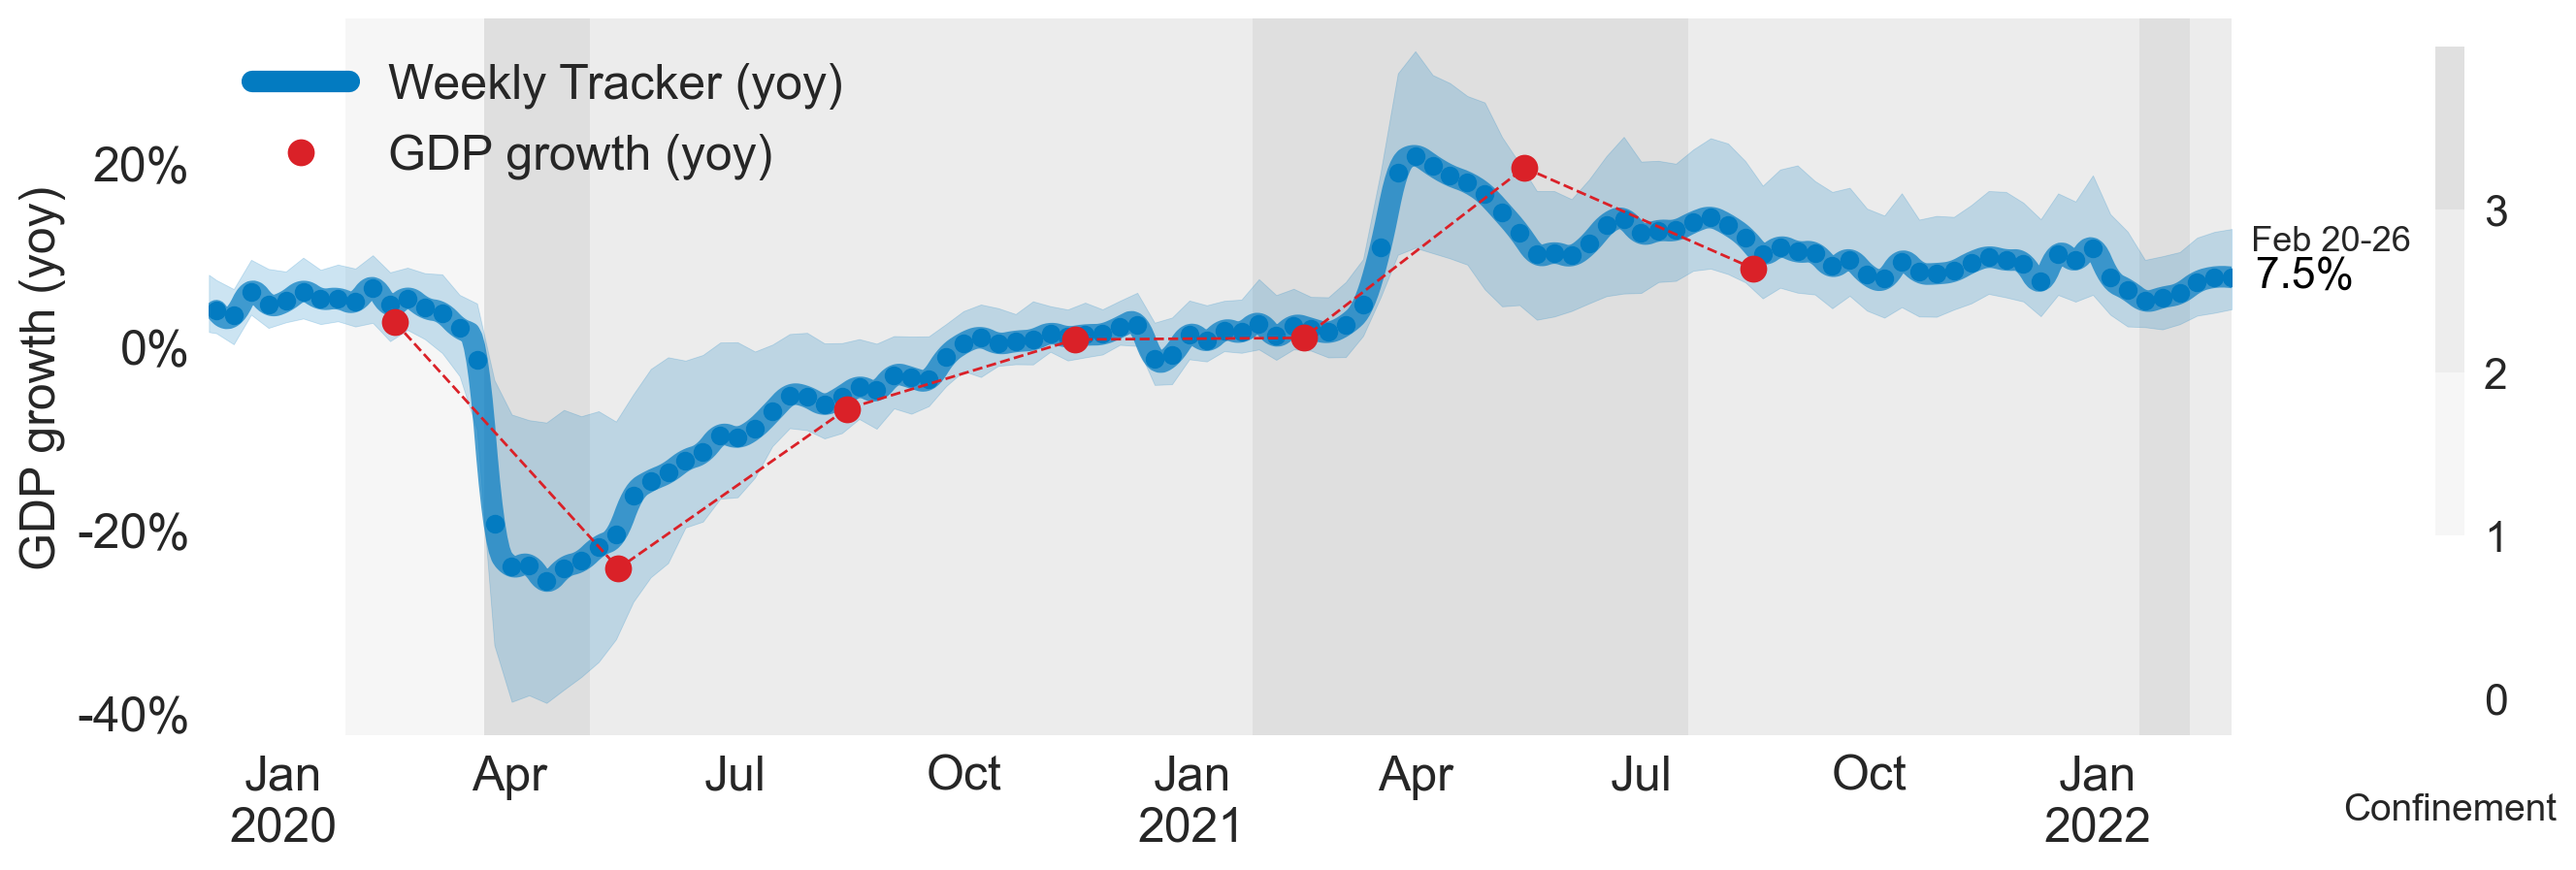 Weekly Tracker (yoy)
GDP growth (yoy)
GDP growth (yoy)
20%
0%
-20%
-40%
Jan
2020
Apr
Jul
Oct
Jan
2021
Apr
Jul
Oct
Jan
2022
Feb 20-26
7.5%
3
2
1
0
Confinement